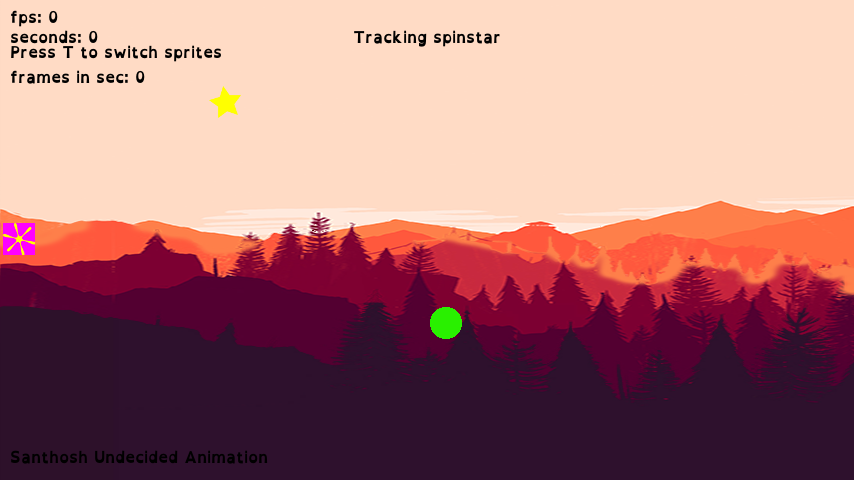 fps: 0
seconds: 0
Tracking spinstar
Press T to switch sprites
frames in sec: 0
Santhosh Undecided Animation